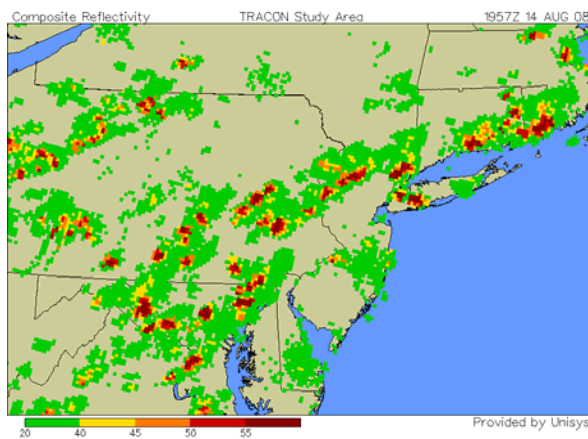 Composite Reflectivity TRACON Study Area 1957Z 14 AUG 08
20 40 45 50 55
Provided by Unisys